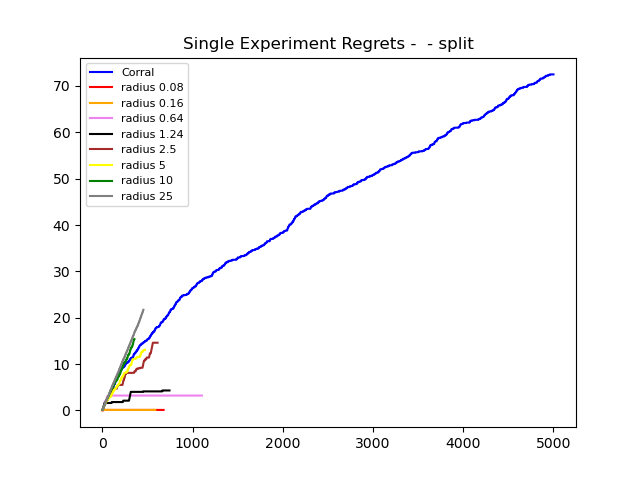 Single Experiment Regrets -  - split
Corral
radius 0.08
radius 0.16
radius 0.64
radius 1.24
radius 2.5
radius 5
radius 10
radius 25
70
60
50
40
30
20
10
0
0 1000 2000 3000 4000 5000